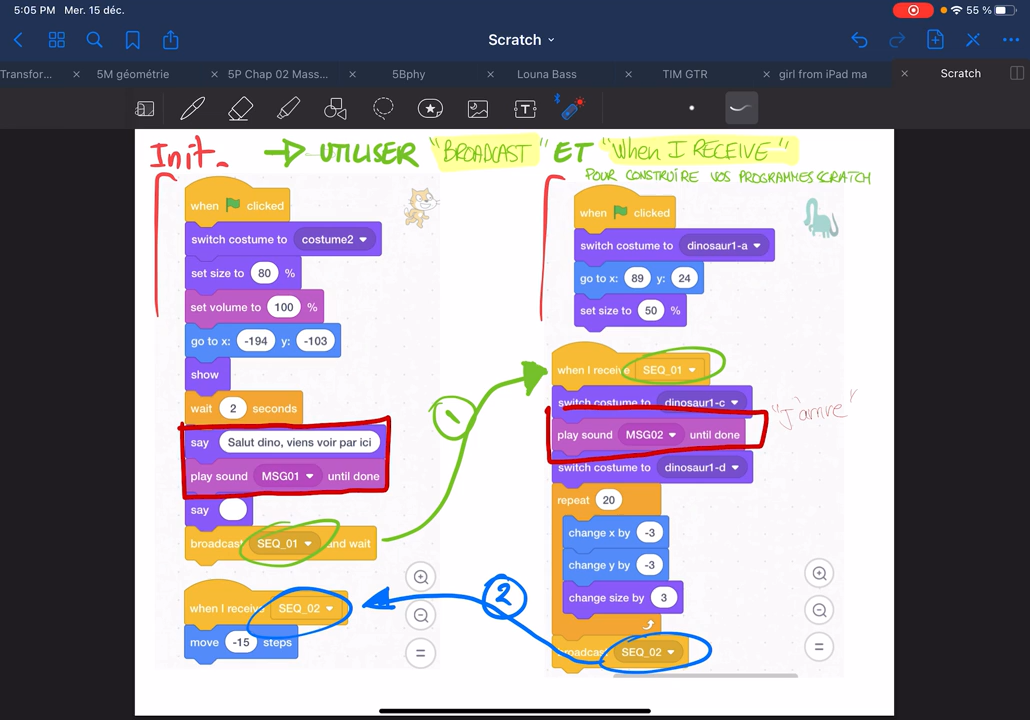 5:05 PM Mer. 15 déc.
55 %
Scratch
Transfor...
5M géométrie
5P Chap 02 Mass...
5Bphy
Louna Bass
TIM GTR
girl from iPad ma
Scratch
Init. → UTILISER "BROADCAST" ET "When I RECEIVE"
POUR CONSTRUIRE VOS PROGRAMMES SCRATCH
when clicked
switch costume to costume2
set size to 80 %
set volume to 100 %
go to x: -194 y: -103
show
wait 2 seconds
say Salut dino, viens voir par ici
play sound MSG01 until done
say
broadcast SEQ_01 and wait
when I receive SEQ_02
move -15 steps
when clicked
switch costume to dinosaur1-a
go to x: 89 y: 24
set size to 50 %
when I receive SEQ_01
switch costume to dinosaur1-c
play sound MSG02 until done
"J'arrive"
switch costume to dinosaur1-d
repeat 20
change x by -3
change y by -3
change size by 3
broadcast SEQ_02
1
2